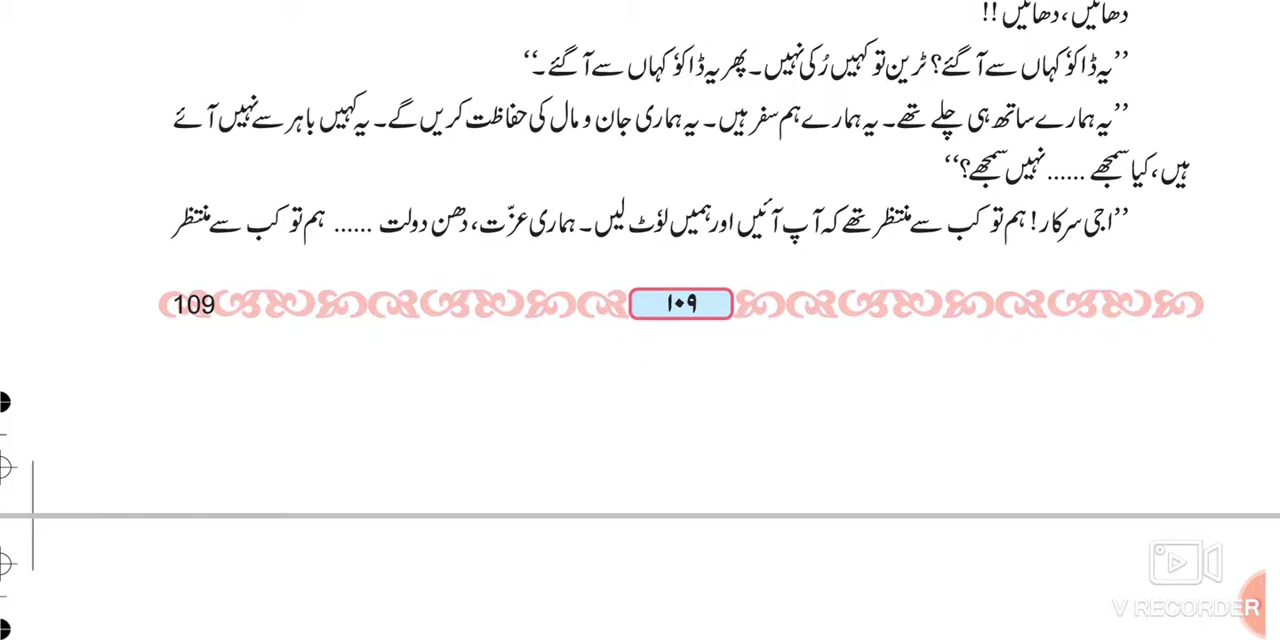 دھائیں، دھائیں !!
”یہ ڈاکوٗ کہاں سے آگئے؟ ٹرین تو کہیں رُکی نہیں۔ پھر یہ ڈاکوٗ کہاں سے آگئے۔“
”یہ ہمارے ساتھ ہی چلے تھے۔ یہ ہمارے ہم سفر ہیں۔ یہ ہماری جان و مال کی حفاظت کریں گے۔ یہ کہیں باہر سے نہیں آئے
ہیں، کیا سمجھے ...... نہیں سمجھے؟“
”اجی سرکار! ہم تو کب سے منتظر تھے کہ آپ آئیں اور ہمیں لوٗٹ لیں۔ ہماری عزّت، دھن دولت ...... ہم تو کب سے منتظر
109
۱۰۹
V RECORDER